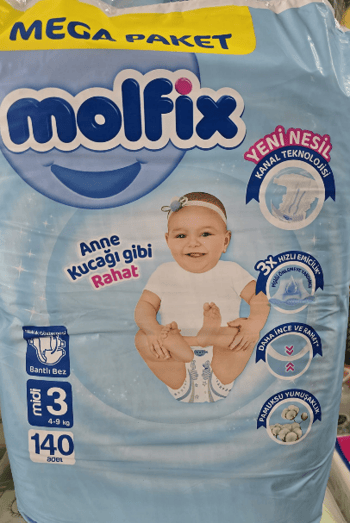 MEGA PAKET
molfix
YENİ NESİL
KANAL TEKNOLOJİSİ
Anne
Kucağı gibi
Rahat
3X HIZLI EMİCİLİK*
DAHA İNCE VE RAHAT*
PAMUKSU YUMUŞAKLIK
Bantlı Bez
midi
3
4-9 kg
140
adet